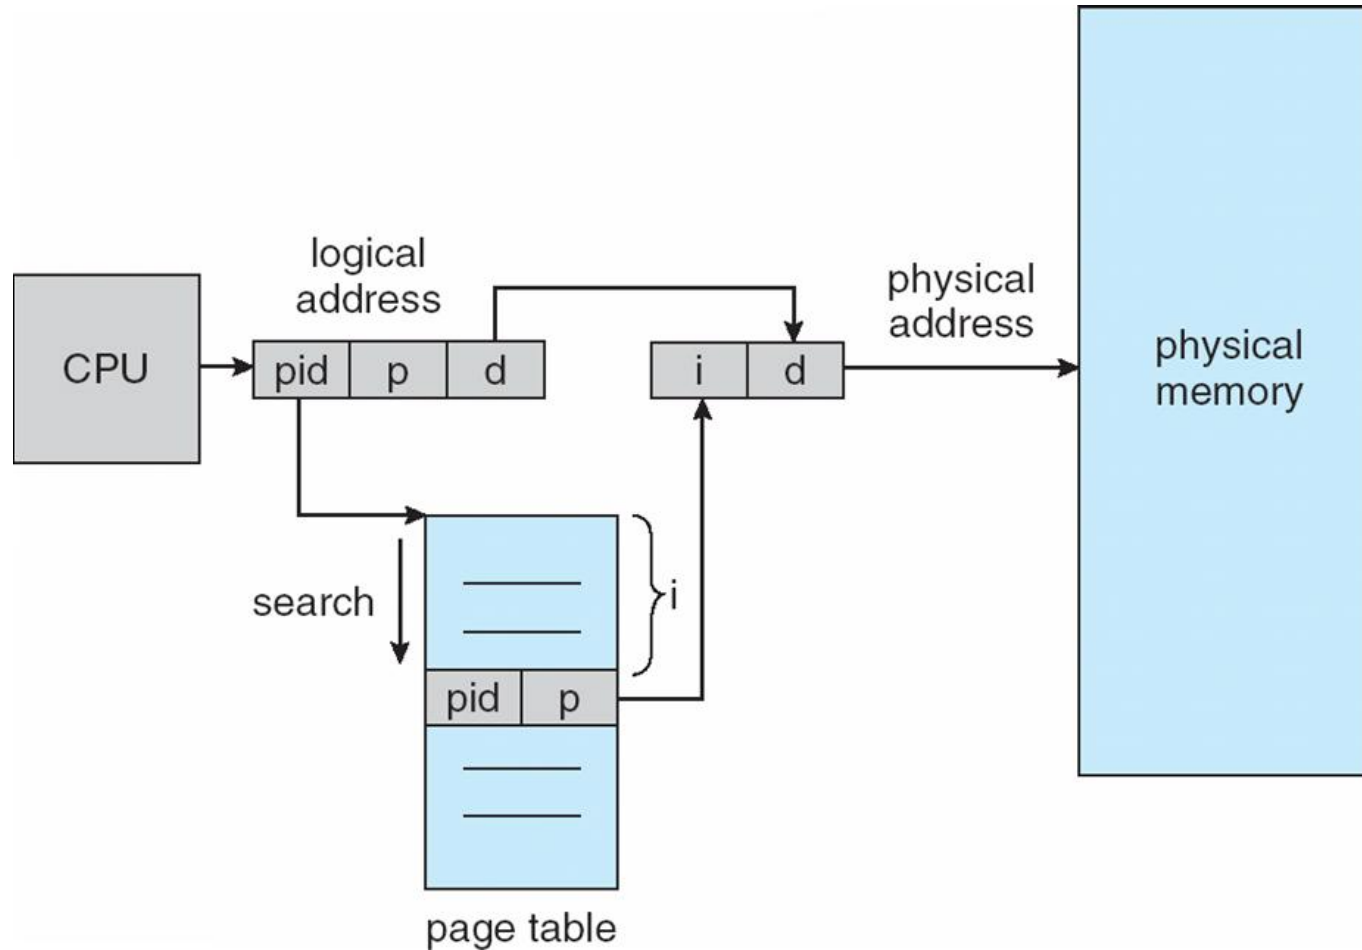 logical
address
CPU
pid p d
i d
physical
address
physical
memory
search
i
pid p
page table